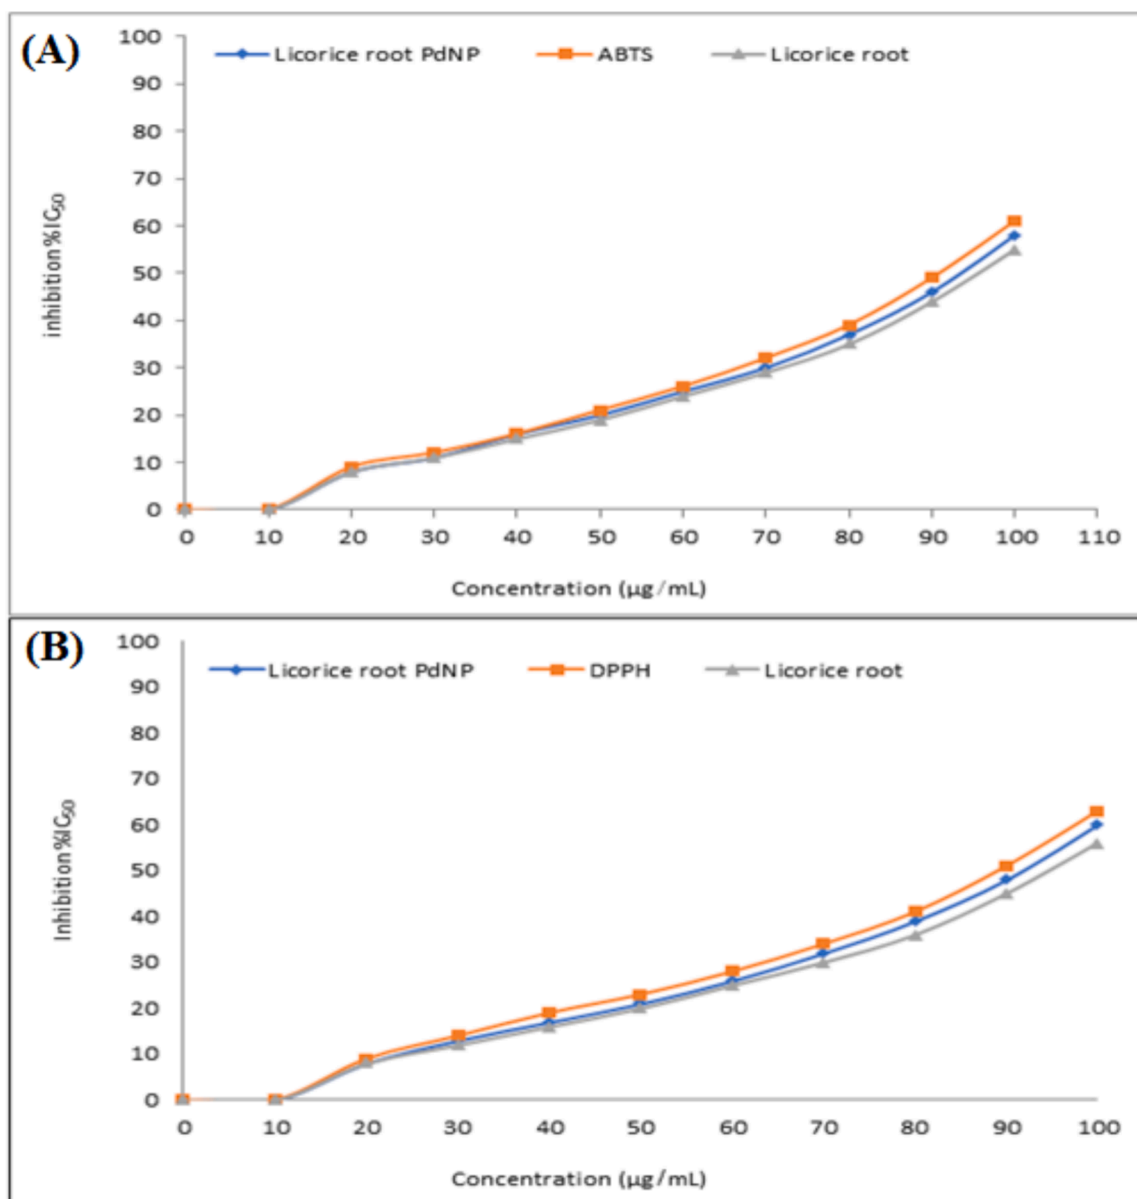 (A)
Licorice root PdNP ABTS Licorice root
100
90
80
70
60
50
40
30
20
10
0
inhibition%IC₅₀
0 10 20 30 40 50 60 70 80 90 100 110
Concentration (µg/mL)
(B)
Licorice root PdNP DPPH Licorice root
100
90
80
70
60
50
40
30
20
10
0
Inhibition%IC₅₀
0 10 20 30 40 50 60 70 80 90 100
Concentration (µg/mL)